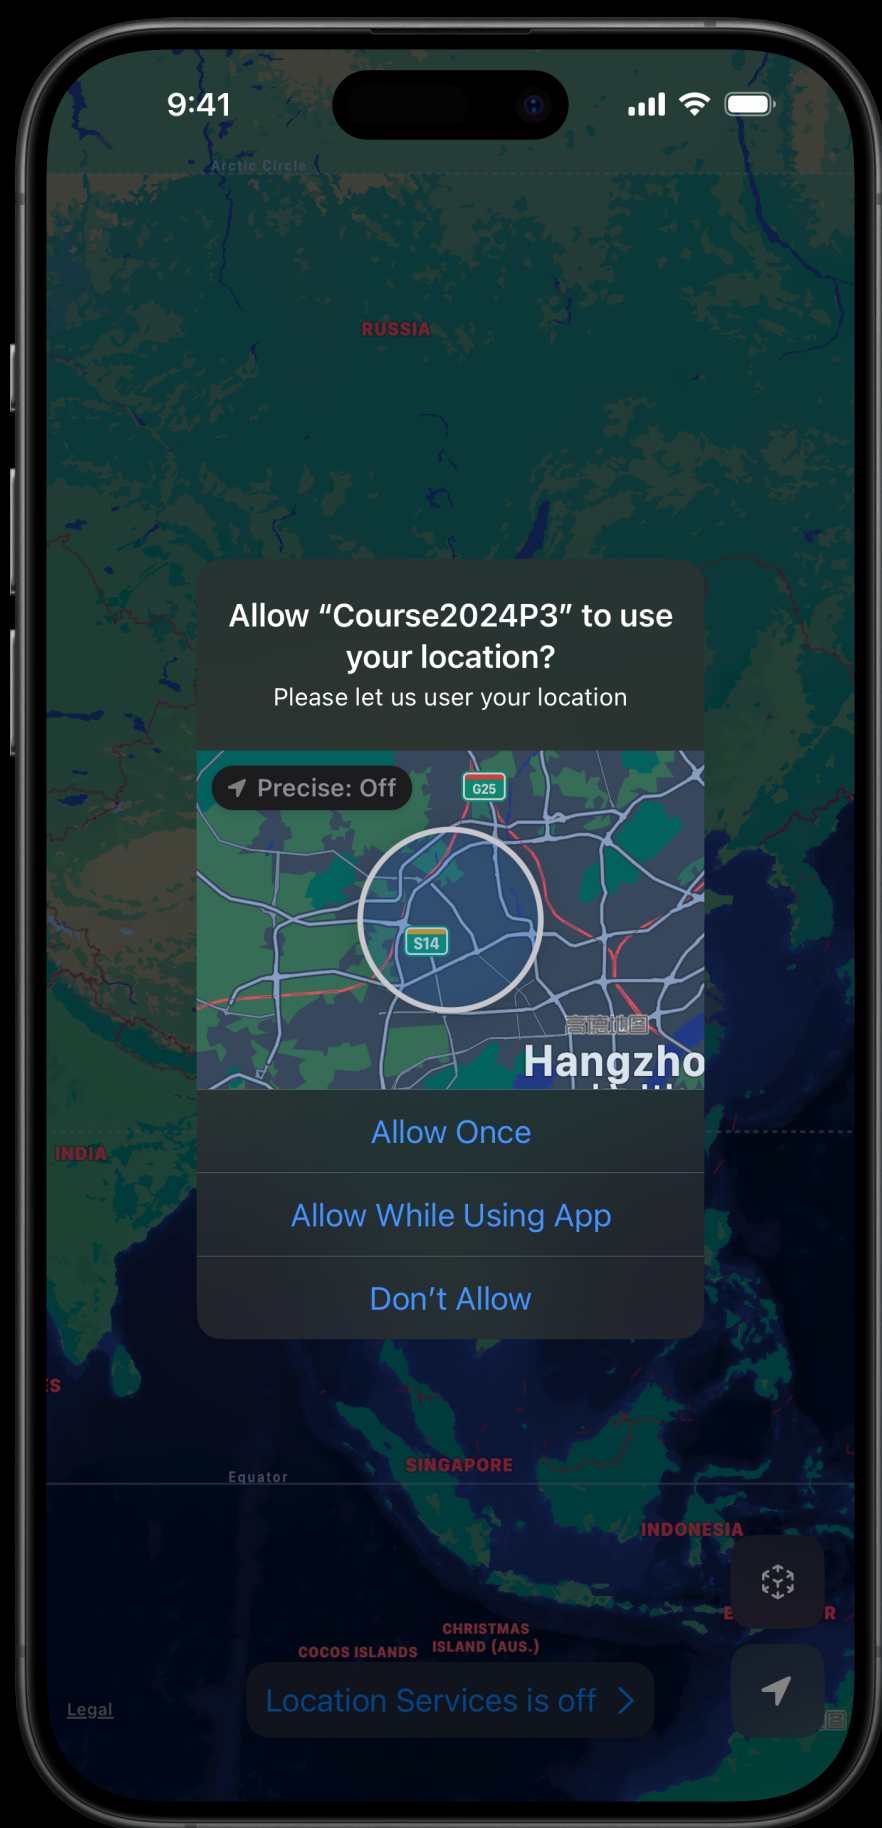 9:41
Arctic Circle
RUSSIA
Allow “Course2024P3” to use
your location?
Please let us user your location
Precise: Off
G25
S14
高德地图
Hangzho
Allow Once
Allow While Using App
INDIA
Don’t Allow
ES
SINGAPORE
Equator
INDONESIA
E R
CHRISTMAS
ISLAND (AUS.)
COCOS ISLANDS
Location Services is off
Legal
图